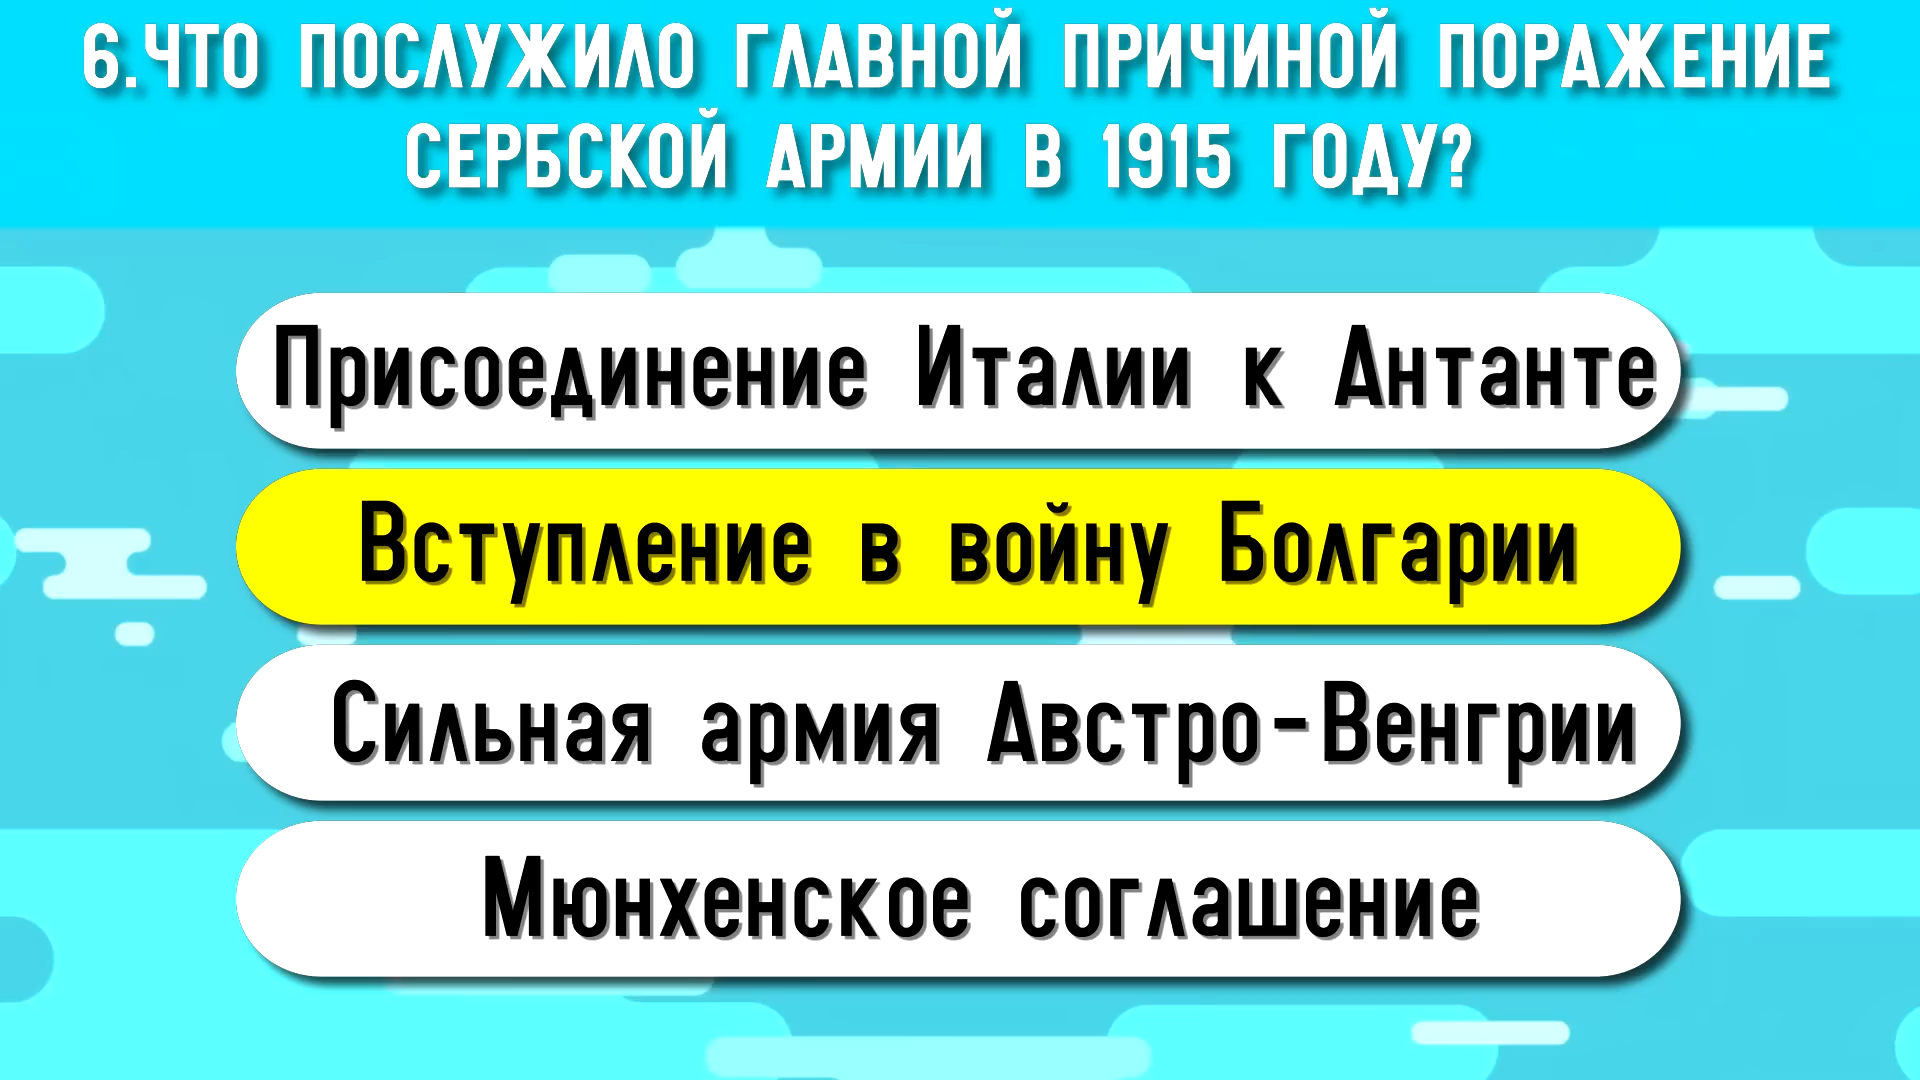 6.ЧТО ПОСЛУЖИЛО ГЛАВНОЙ ПРИЧИНОЙ ПОРАЖЕНИЕ
СЕРБСКОЙ АРМИИ В 1915 ГОДУ?
Присоединение Италии к Антанте
Вступление в войну Болгарии
Сильная армия Австро-Венгрии
Мюнхенское соглашение